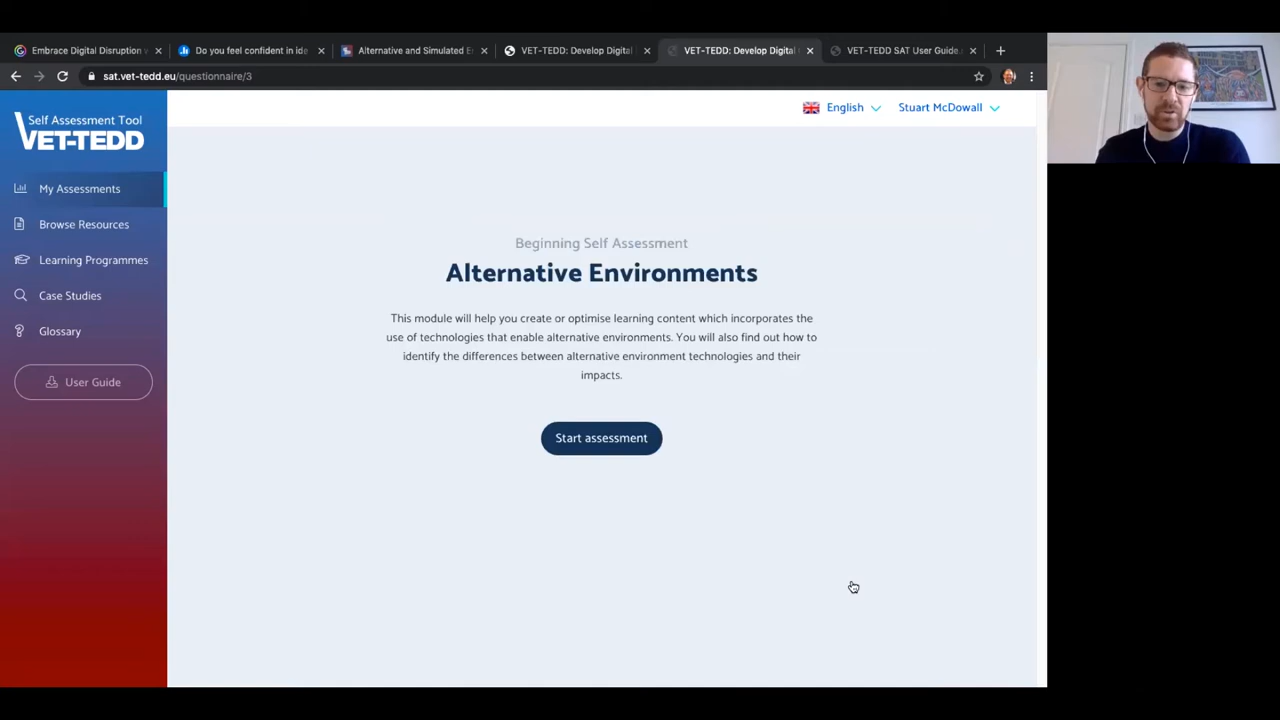 Embrace Digital Disruption v
Do you feel confident in ide
Alternative and Simulated E
VET-TEDD: Develop Digital
VET-TEDD: Develop Digital
VET-TEDD SAT User Guide
sat.vet-tedd.eu/questionnaire/3
English
Stuart McDowall
Self Assessment Tool
VET-TEDD
My Assessments
Browse Resources
Learning Programmes
Case Studies
Glossary
User Guide
Beginning Self Assessment
Alternative Environments
This module will help you create or optimise learning content which incorporates the
use of technologies that enable alternative environments. You will also find out how to
identify the differences between alternative environment technologies and their
impacts.
Start assessment